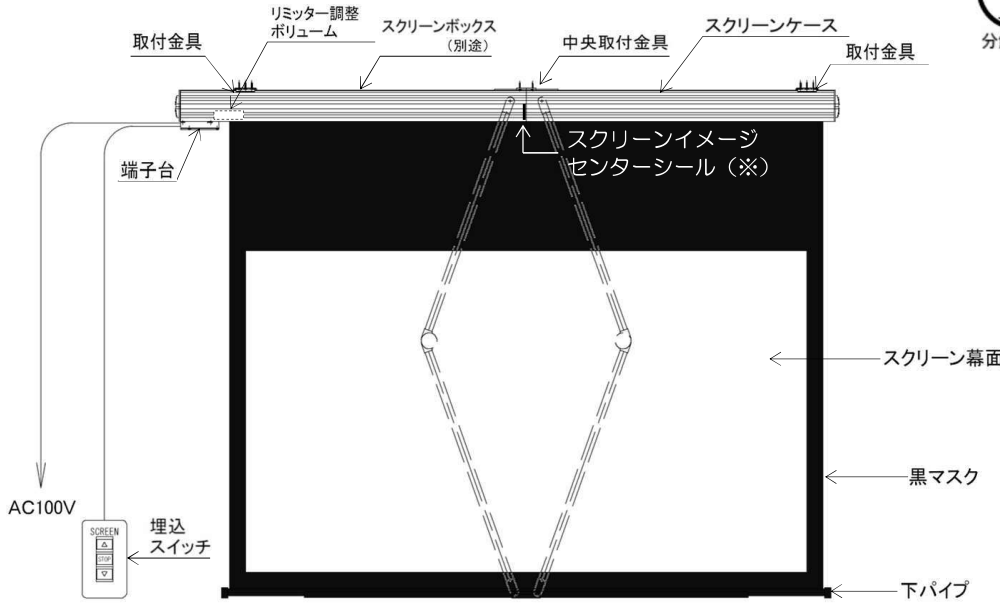 リミッター調整
ボリューム
スクリーンボックス
(別途)
取付金具
中央取付金具
スクリーンケース
取付金具
端子台
スクリーンイメージ
センターシール（※）
スクリーン幕面
黒マスク
AC100V
SCREEN
STOP
埋込
スイッチ
下パイプ